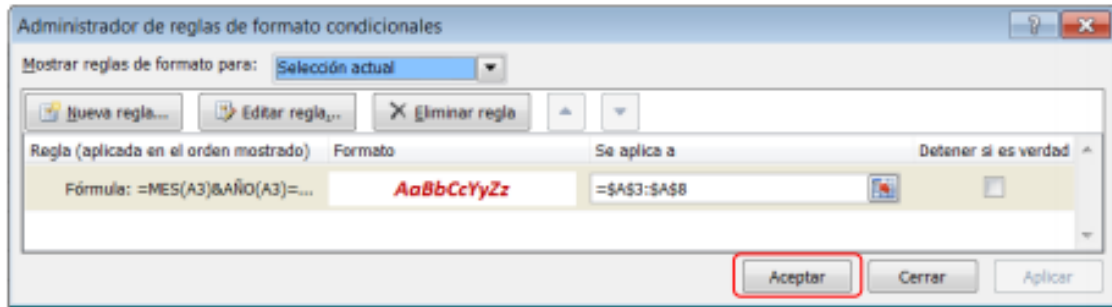 Administrador de reglas de formato condicionales
Mostrar reglas de formato para: Selección actual
Nueva regla... Editar regla... Eliminar regla
Regla (aplicada en el orden mostrado) Formato Se aplica a Detener si es verdad
Fórmula: =MES(A3)&AÑO(A3)=... AaBbCcYyZz =$A$3:$A$8
Aceptar Cerrar Aplicar